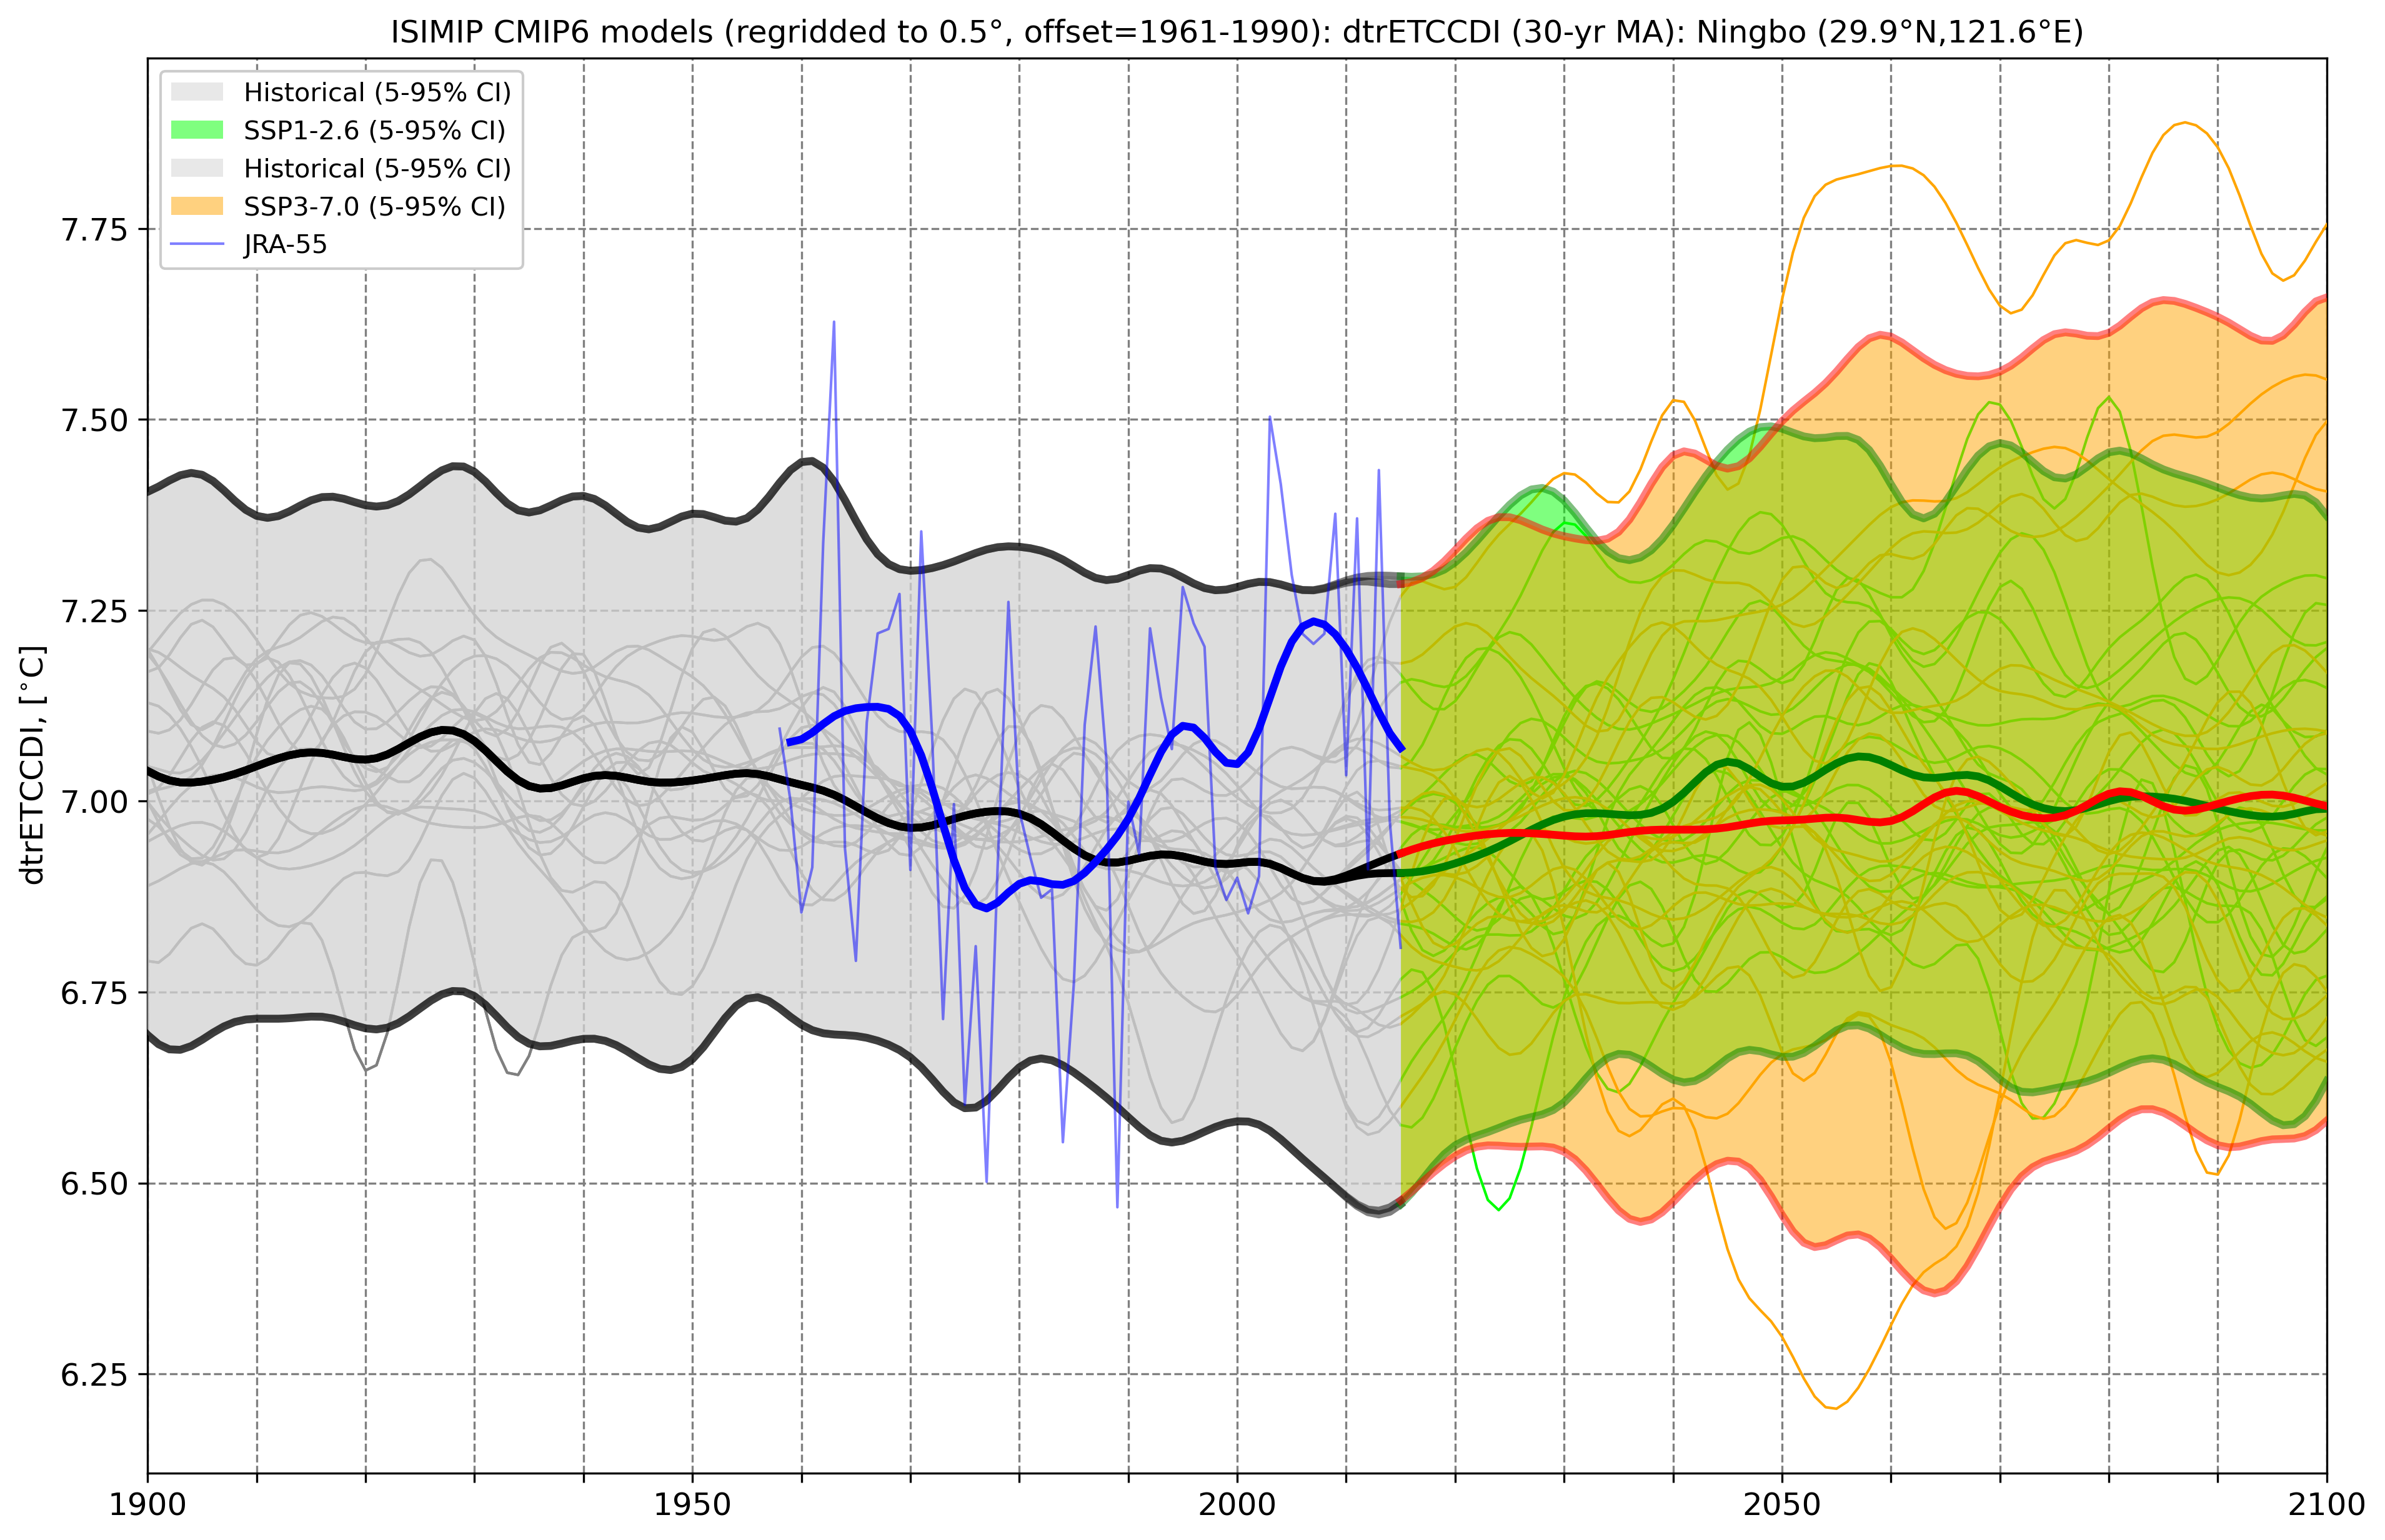 ISIMIP CMIP6 models (regridded to 0.5°, offset=1961-1990): dtrETCCDI (30-yr MA): Ningbo (29.9°N,121.6°E)
Historical (5-95% CI)
SSP1-2.6 (5-95% CI)
Historical (5-95% CI)
SSP3-7.0 (5-95% CI)
JRA-55
dtrETCCDI, [°C]
7.75
7.50
7.25
7.00
6.75
6.50
6.25
1900
1950
2000
2050
2100